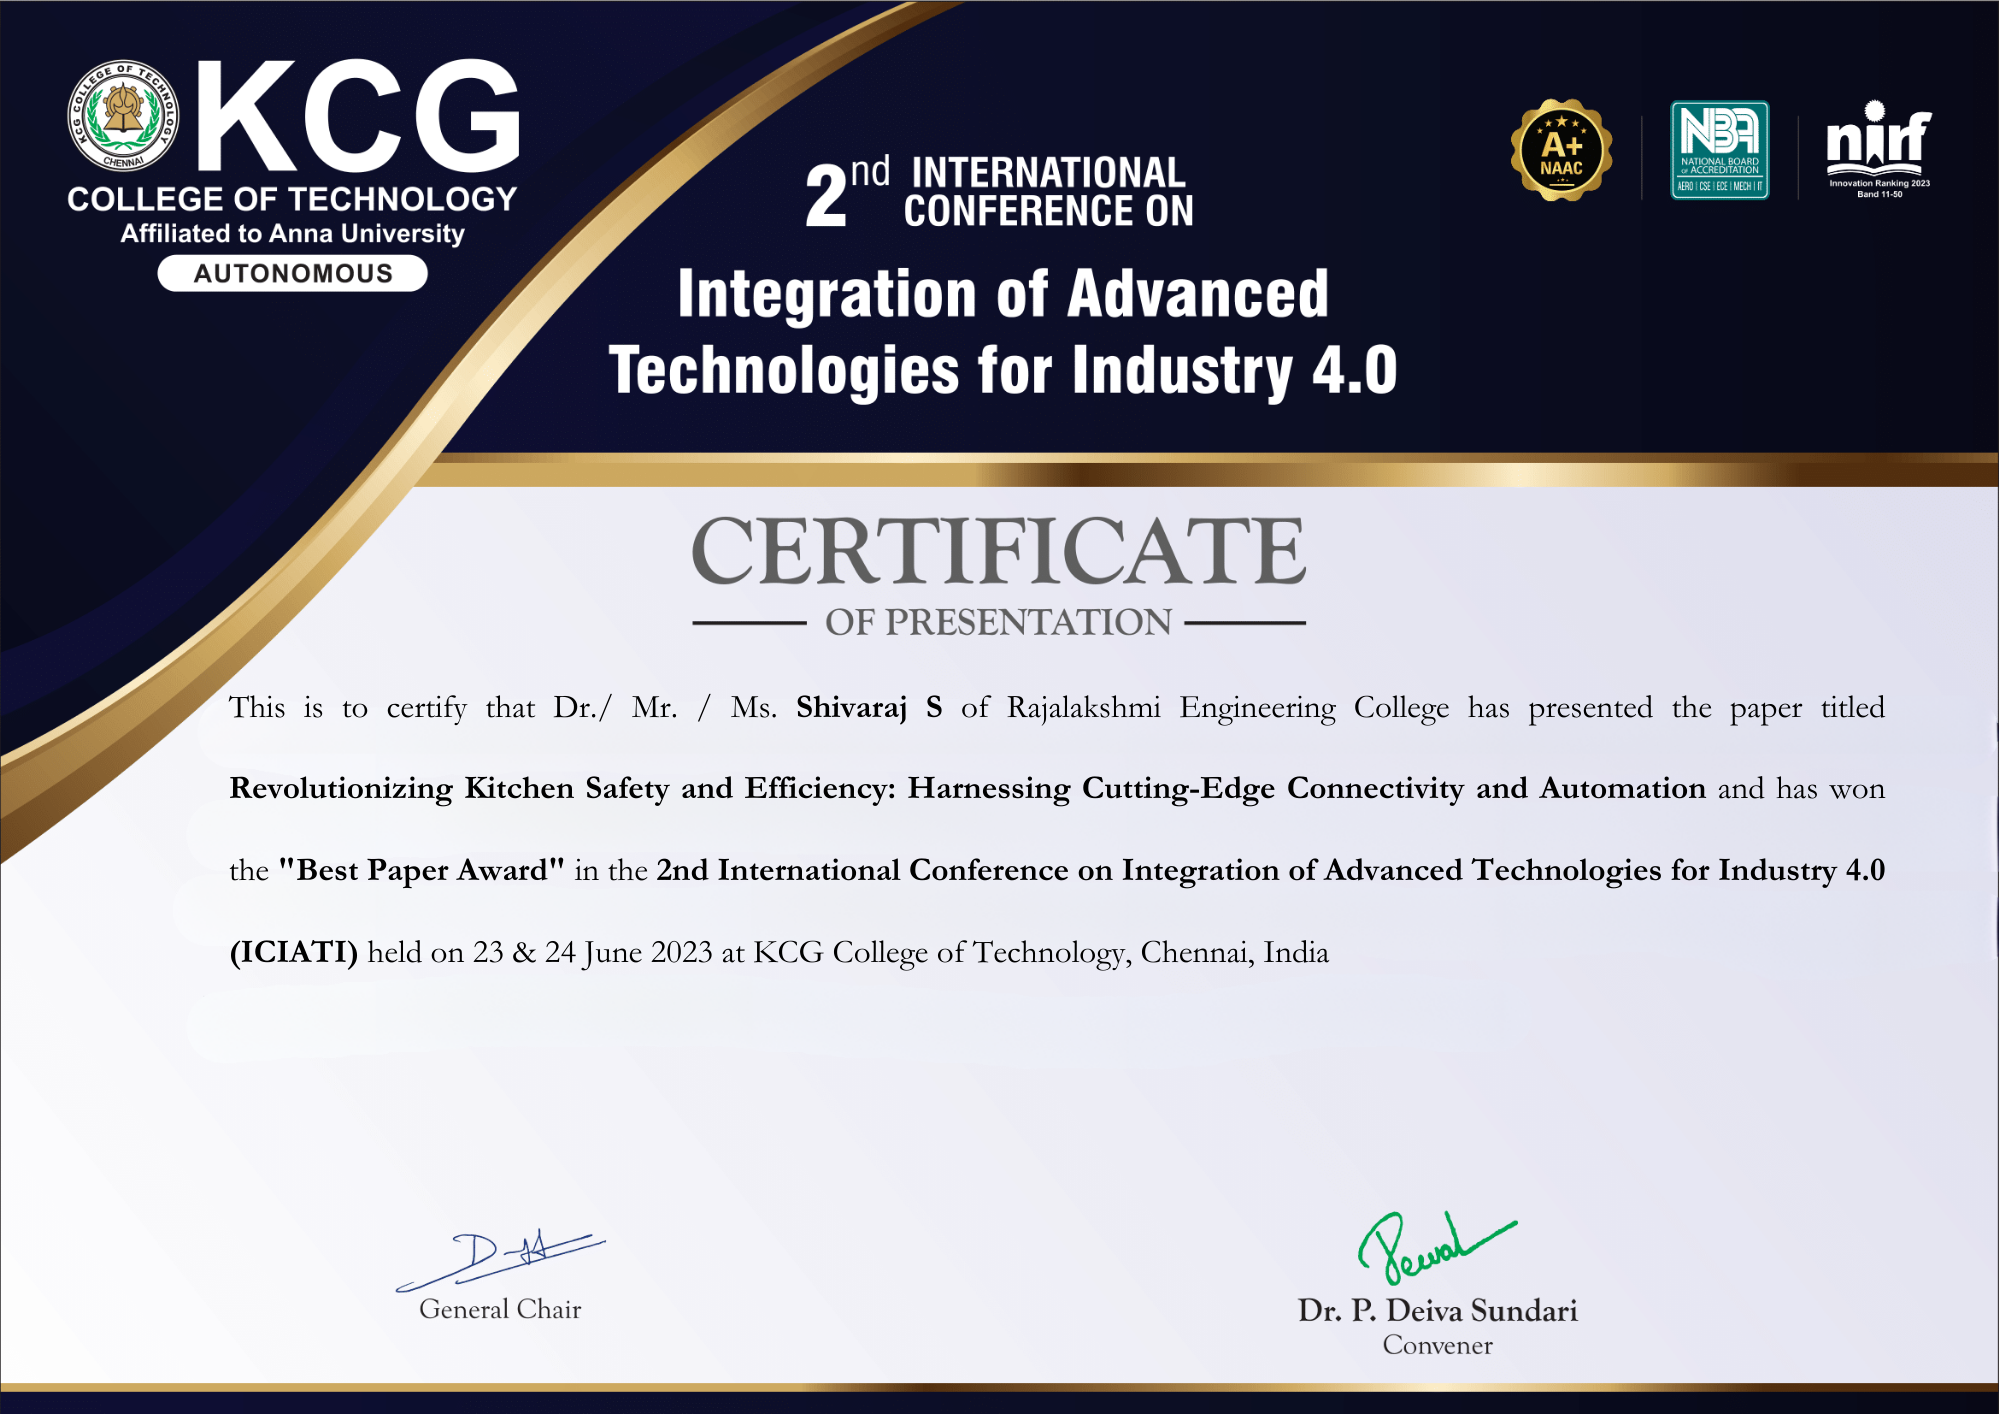 KCG COLLEGE OF TECHNOLOGY
CHENNAI
KCG
COLLEGE OF TECHNOLOGY
Affiliated to Anna University
AUTONOMOUS
2nd INTERNATIONAL
CONFERENCE ON
Integration of Advanced
Technologies for Industry 4.0
A+
NAAC
NBA
NATIONAL BOARD
OF ACCREDITATION
AERO | CSE | ECE | MECH | IT
nirf
Innovation Ranking 2023
Band 11-50
CERTIFICATE
OF PRESENTATION
This is to certify that Dr./ Mr. / Ms. Shivaraj S of Rajalakshmi Engineering College has presented the paper titled
Revolutionizing Kitchen Safety and Efficiency: Harnessing Cutting-Edge Connectivity and Automation and has won
the "Best Paper Award" in the 2nd International Conference on Integration of Advanced Technologies for Industry 4.0
(ICIATI) held on 23 & 24 June 2023 at KCG College of Technology, Chennai, India
General Chair
Dr. P. Deiva Sundari
Convener